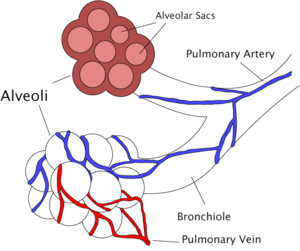 Alveolar Sacs
Pulmonary Artery
Alveoli
Bronchiole
Pulmonary Vein